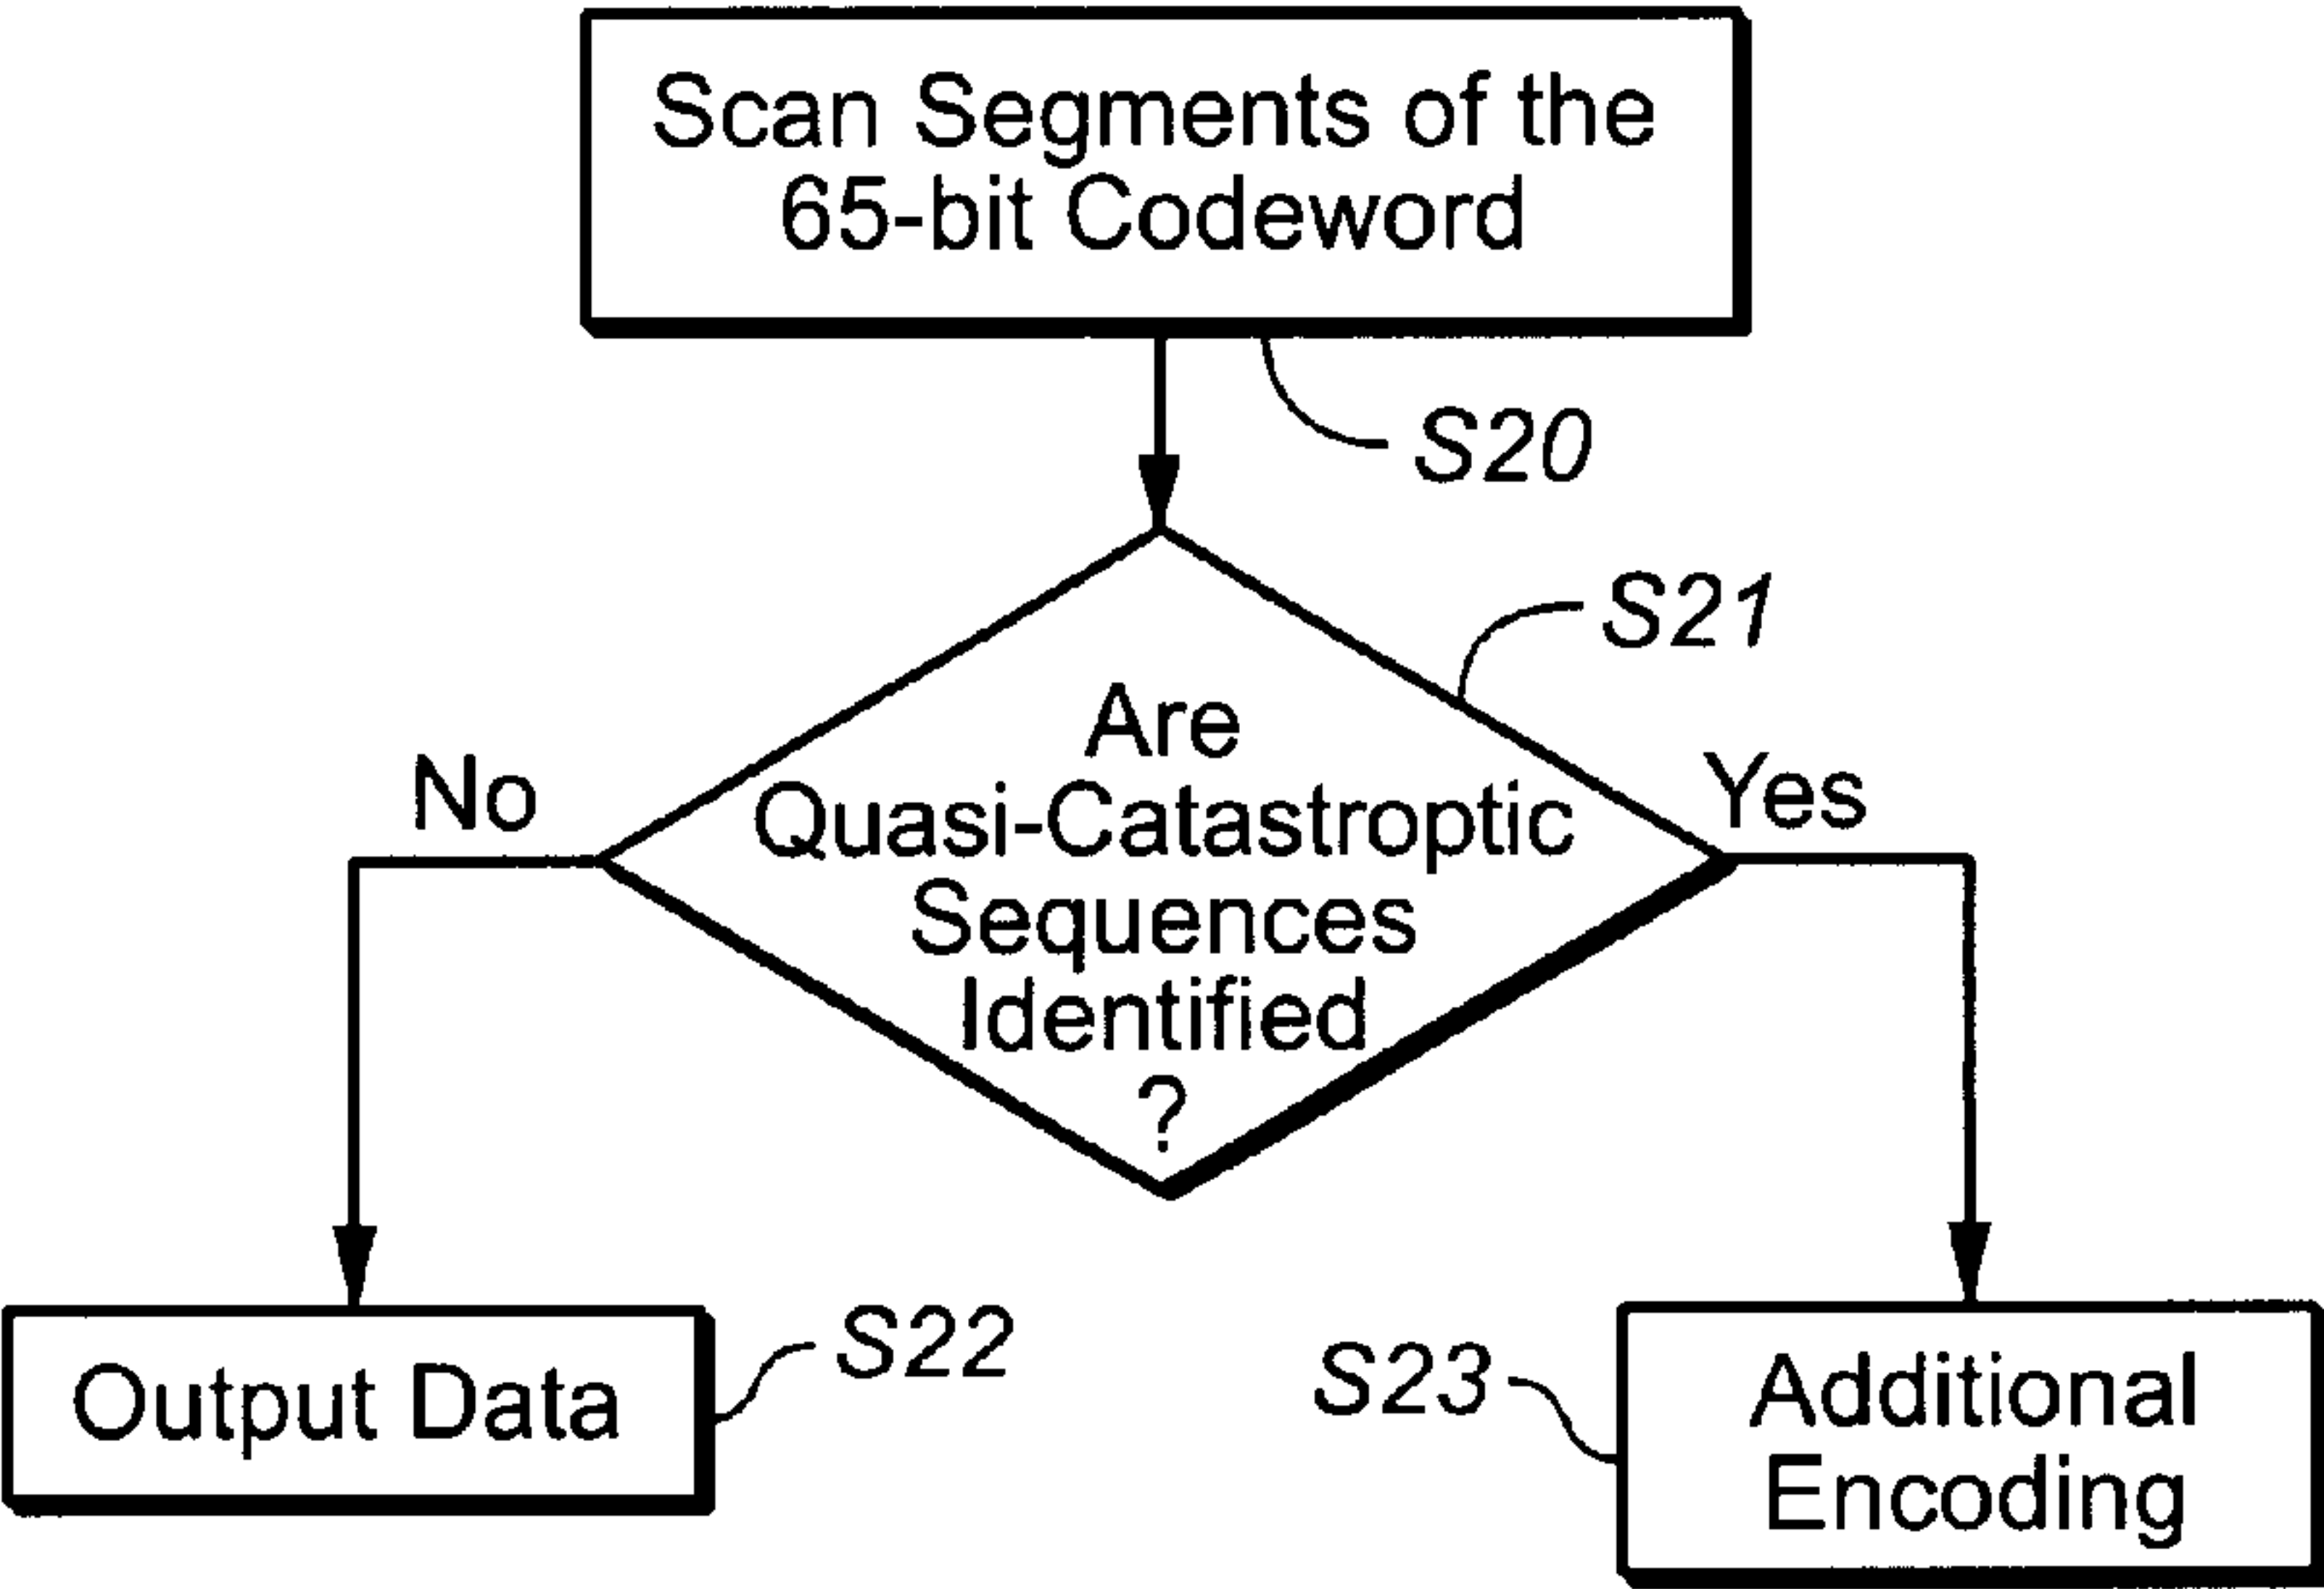 Scan Segments of the
65-bit Codeword
S20
S21
Are
Quasi-Catastroptic
Sequences
Identified
?
No
Yes
Output Data
S22
S23
Additional
Encoding